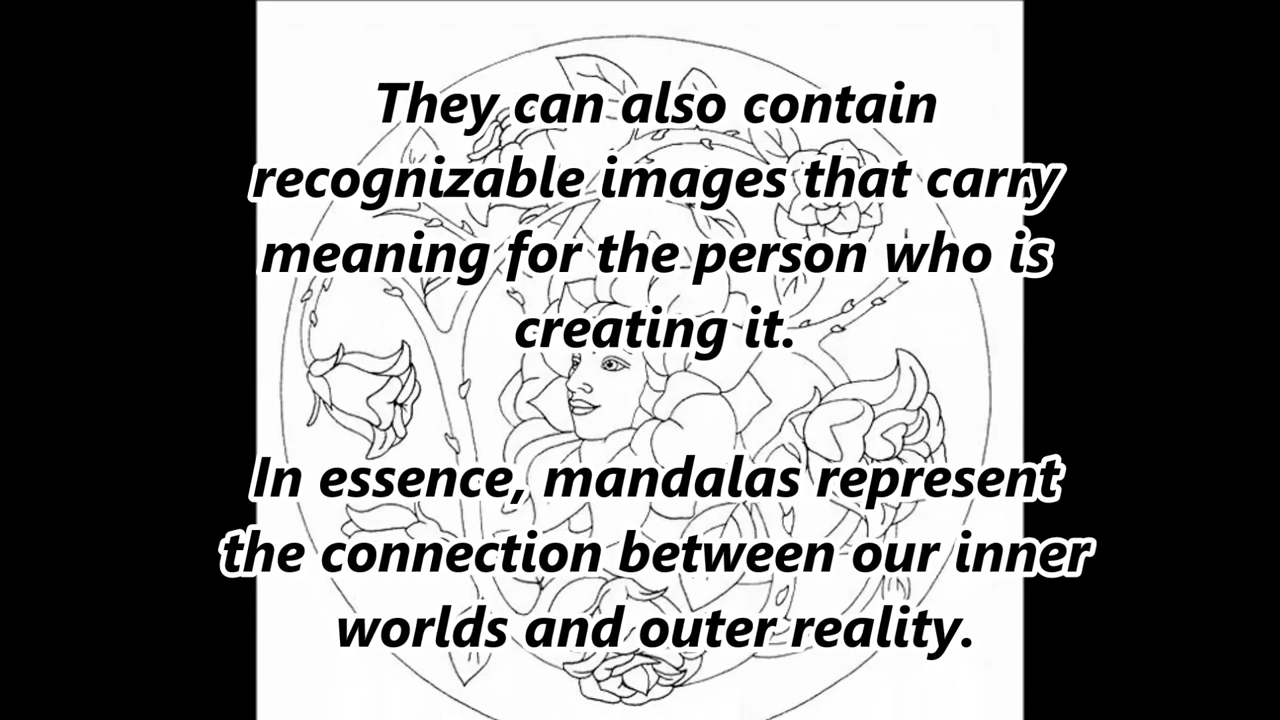 They can also contain
recognizable images that carry
meaning for the person who is
creating it.
In essence, mandalas represent
the connection between our inner
worlds and outer reality.